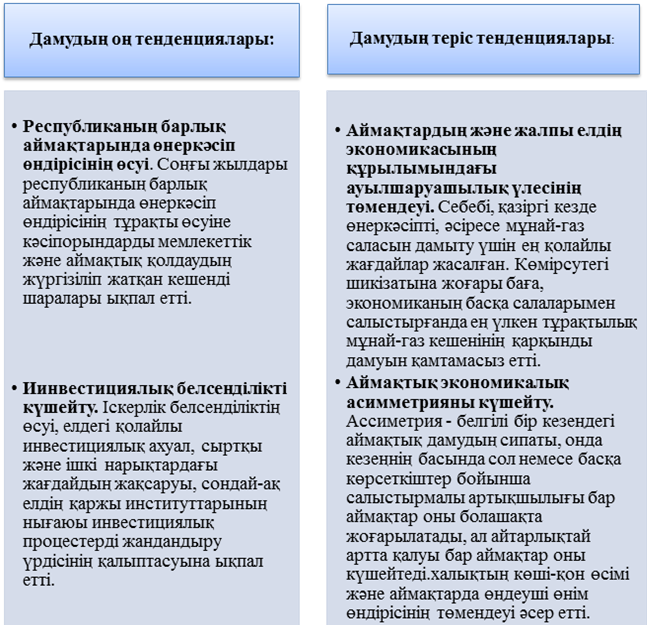 Дамудың оң тенденциялары:
• Республиканың барлық
аймақтарында өнеркәсіп
өндірісінің өсуі. Соңғы жылдары
республиканың барлық
аймақтарында өнеркәсіп
өндірісінің тұрақты өсуіне
кәсіпорындарды мемлекеттік
және аймақтық қолдаудың
жүргізіліп жатқан кешенді
шаралары ықпал етті.
• Иинвестициялық белсенділікті
күшейту. Іскерлік белсенділіктің
өсуі, елдегі қолайлы
инвестициялық ахуал, сыртқы
және ішкі нарықтардағы
жағдайдың жақсаруы, сондай-ақ
елдің қаржы институттарының
нығаюы инвестициялық
процестерді жандандыру
үрдісінің қалыптасуына ықпал
етті.
Дамудың теріс тенденциялары:
• Аймақтардың және жалпы елдің
экономикасының
құрылымындағы
ауылшаруашылық үлесінің
төмендеуі. Себебі, қазіргі кезде
өнеркәсіпті, әсіресе мұнай-газ
саласын дамыту үшін ең қолайлы
жағдайлар жасалған. Көмірсутегі
шикізатына жоғары баға,
экономиканың басқа салаларымен
салыстырғанда ең үлкен тұрақтылық
мұнай-газ кешенінің қарқынды
дамуын қамтамасыз етті.
• Аймақтық экономикалық
асимметрияны күшейту.
Ассиметрия - белгілі бір кезеңдегі
аймақтық дамудың сипаты, онда
кезеңнің басында сол немесе басқа
көрсеткіштер бойынша
салыстырмалы артықшылығы бар
аймақтар оны болашақта
жоғарылатады, ал айтарлықтай
артта қалуы бар аймақтар оны
күшейтеді.халықтың көші-қон өсімі
және аймақтарда өндеуші өнім
өндірісінің төмендеуі әсер етті.